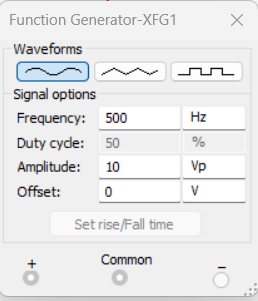 Function Generator-XFG1
Waveforms
Signal options
Frequency: 500 Hz
Duty cycle: 50 %
Amplitude: 10 Vp
Offset: 0 V
Set rise/Fall time
+ Common −